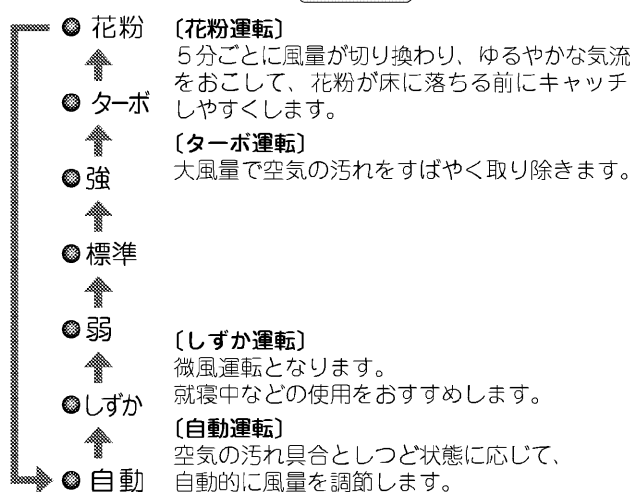 花粉
〔花粉運転〕
5分ごとに風量が切り換わり、ゆるやかな気流
をおこして、花粉が床に落ちる前にキャッチ
しやすくします。
ターボ
〔ターボ運転〕
大風量で空気の汚れをすばやく取り除きます。
強
標準
弱
〔しずか運転〕
微風運転となります。
就寝中などの使用をおすすめします。
しずか
〔自動運転〕
空気の汚れ具合としつど状態に応じて、
自動的に風量を調節します。
自動